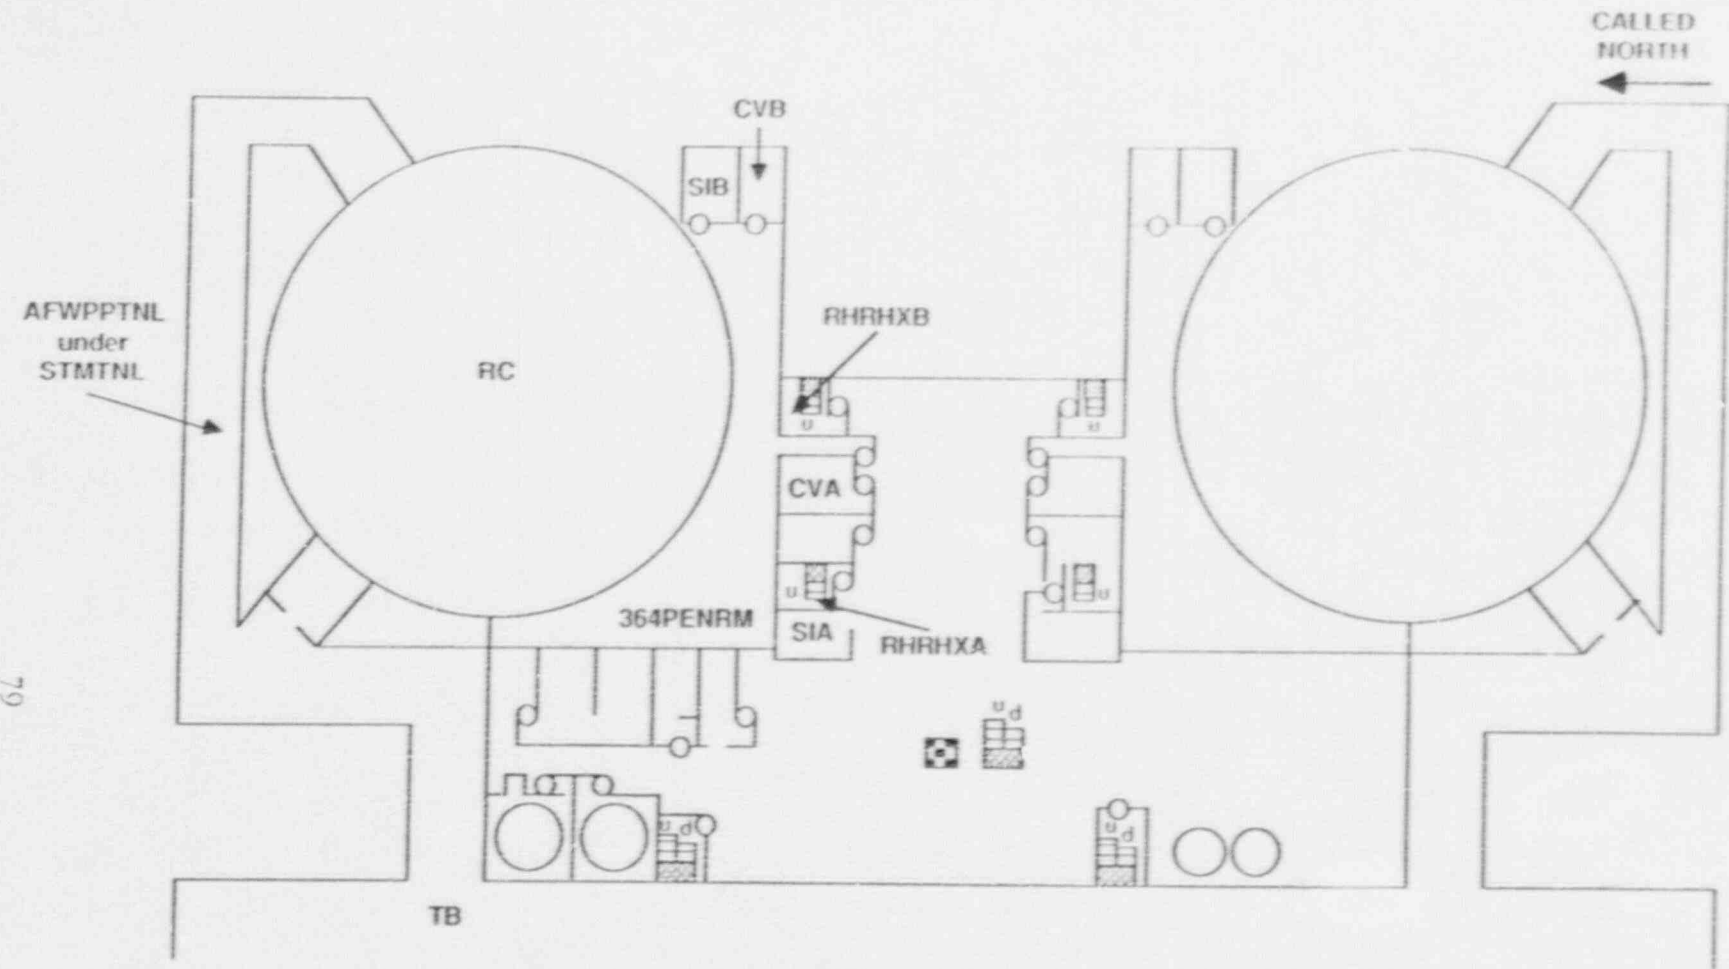 CALLED
NORTH
CVB
SIB
AFWPPTNL
under
STMTNL
RHRHXB
RC
u
u
CVA
u
u
364PENRM
SIA
RHRHXA
79
u d
u d
u d
TB